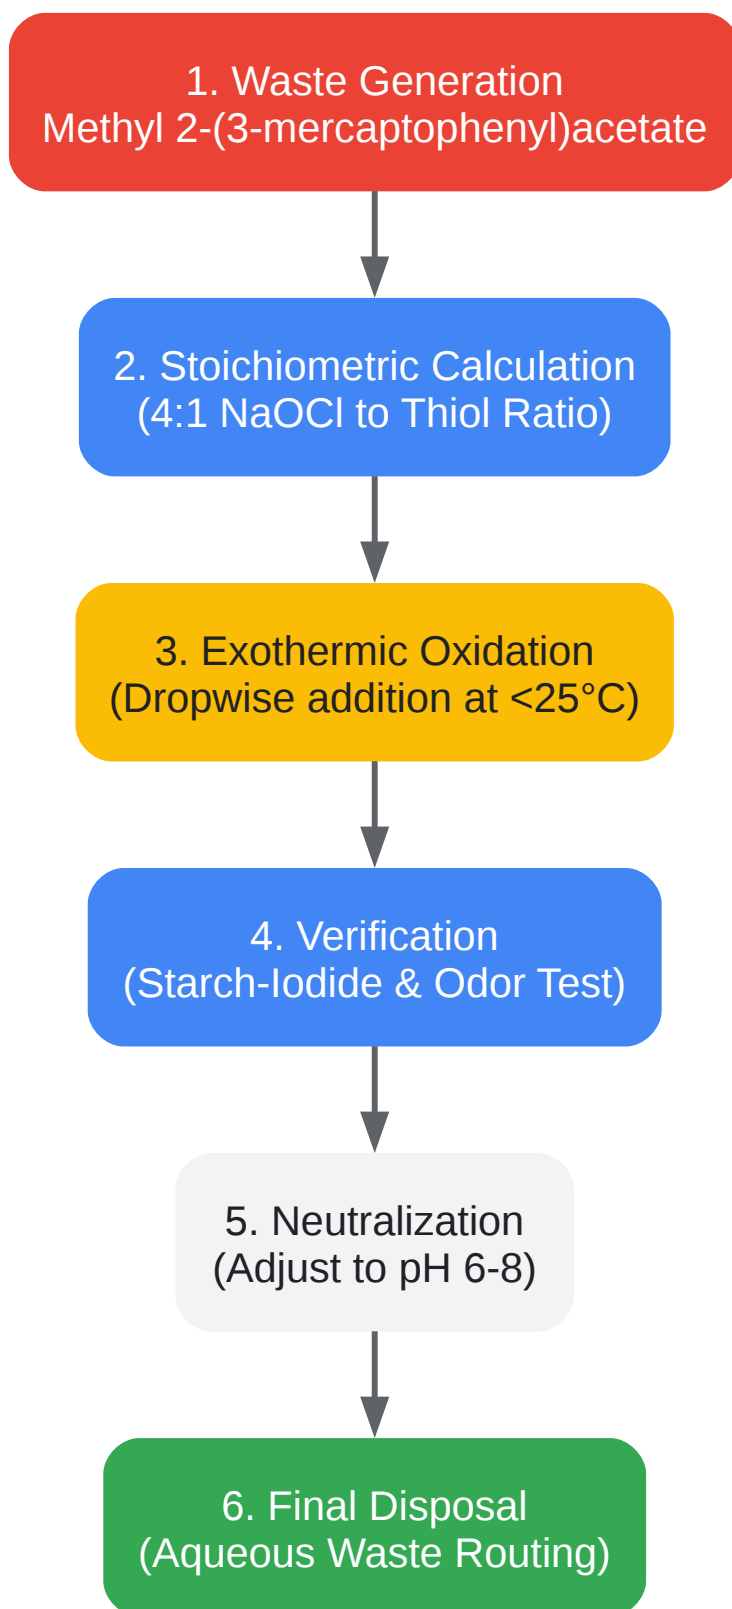 1. Waste Generation
Methyl 2-(3-mercaptophenyl)acetate
2. Stoichiometric Calculation
(4:1 NaOCl to Thiol Ratio)
3. Exothermic Oxidation
(Dropwise addition at <25°C)
4. Verification
(Starch-Iodide & Odor Test)
5. Neutralization
(Adjust to pH 6-8)
6. Final Disposal
(Aqueous Waste Routing)